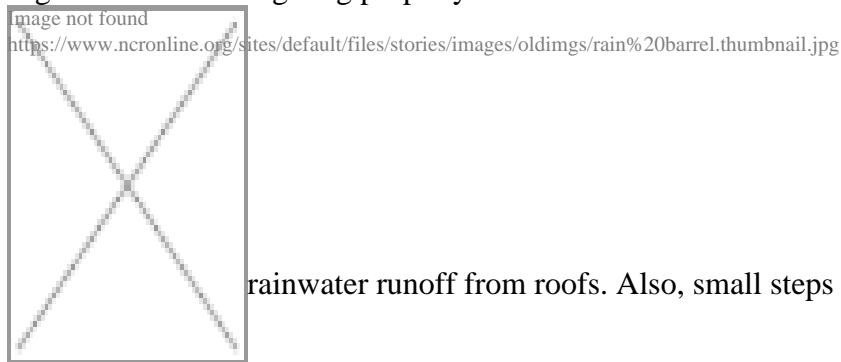 Image not found
https://www.ncronline.org/sites/default/files/stories/images/oldimgs/rain%20barrel.thumbnail.jpg
rainwater runoff from roofs. Also, small steps